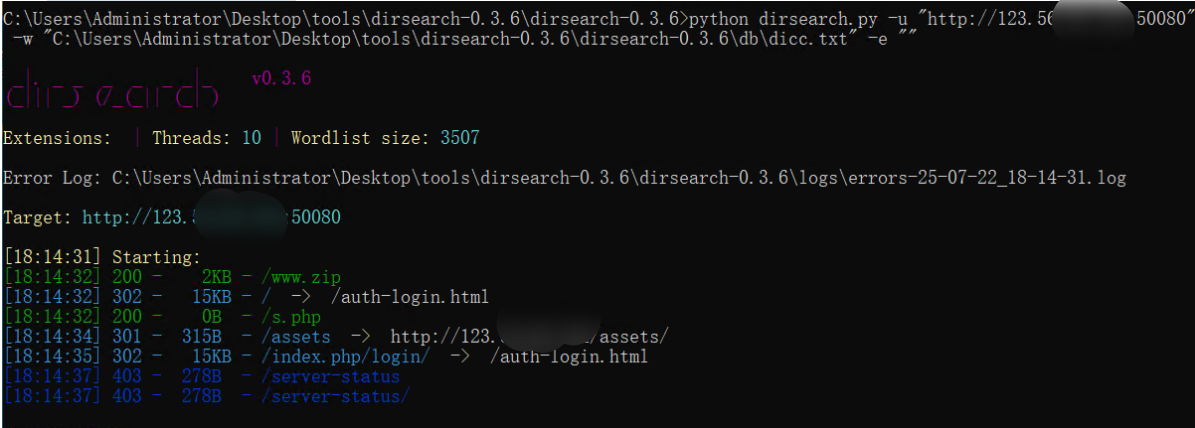 C:\Users\Administrator\Desktop\tools\dirsearch-0.3.6\dirsearch-0.3.6>python dirsearch.py -u "http://123.56 50080"
-w "C:\Users\Administrator\Desktop\tools\dirsearch-0.3.6\dirsearch-0.3.6\db\dicc.txt" -e ""
dirsearch v0.3.6
Extensions: | Threads: 10 | Wordlist size: 3507
Error Log: C:\Users\Administrator\Desktop\tools\dirsearch-0.3.6\dirsearch-0.3.6\logs\errors-25-07-22_18-14-31.log
Target: http://123. :50080
[18:14:31] Starting:
[18:14:32] 200 - 2KB - /www.zip
[18:14:32] 302 - 15KB - / -> /auth-login.html
[18:14:32] 200 - 0B - /s.php
[18:14:34] 301 - 315B - /assets -> http://123. /assets/
[18:14:35] 302 - 15KB - /index.php/login/ -> /auth-login.html
[18:14:37] 403 - 278B - /server-status
[18:14:37] 403 - 278B - /server-status/